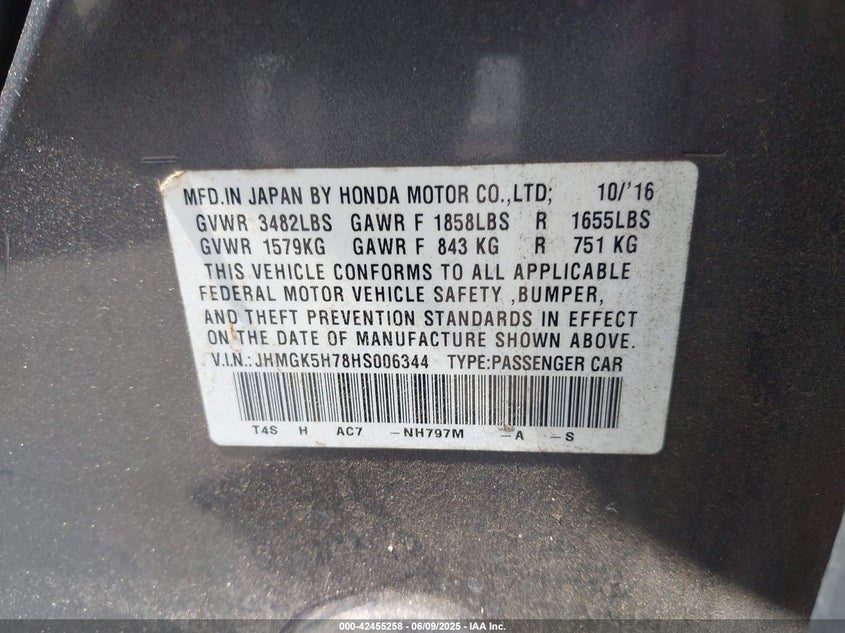 MFD.IN JAPAN BY HONDA MOTOR CO.,LTD; 10/'16
GVWR 3482LBS GAWR F 1858LBS R 1655LBS
GVWR 1579KG GAWR F 843 KG R 751 KG
THIS VEHICLE CONFORMS TO ALL APPLICABLE
FEDERAL MOTOR VEHICLE SAFETY ,BUMPER,
AND THEFT PREVENTION STANDARDS IN EFFECT
ON THE DATE OF MANUFACTURE SHOWN ABOVE.
V.I.N.: JHMGK5H78HS006344 TYPE:PASSENGER CAR
T4S H AC7 -NH797M -A -S
000-42455258 - 06/09/2025 - IAA Inc.